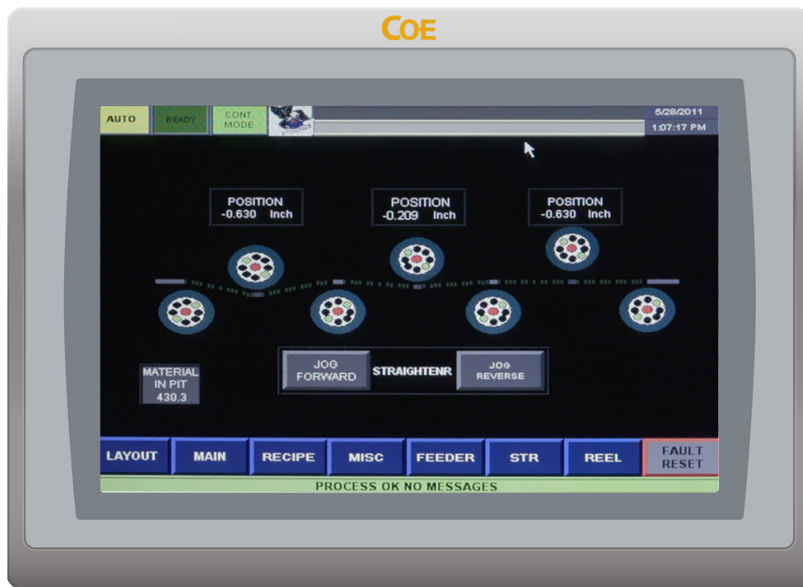 COE
AUTO
READY
CONT.
MODE
5/28/2011
1:07:17 PM
POSITION
-0.630 Inch
POSITION
-0.209 Inch
POSITION
-0.630 Inch
JOG
FORWARD
STRAIGHTENR
JOG
REVERSE
MATERIAL
IN PIT
430.3
LAYOUT
MAIN
RECIPE
MISC
FEEDER
STR
REEL
FAULT
RESET
PROCESS OK NO MESSAGES